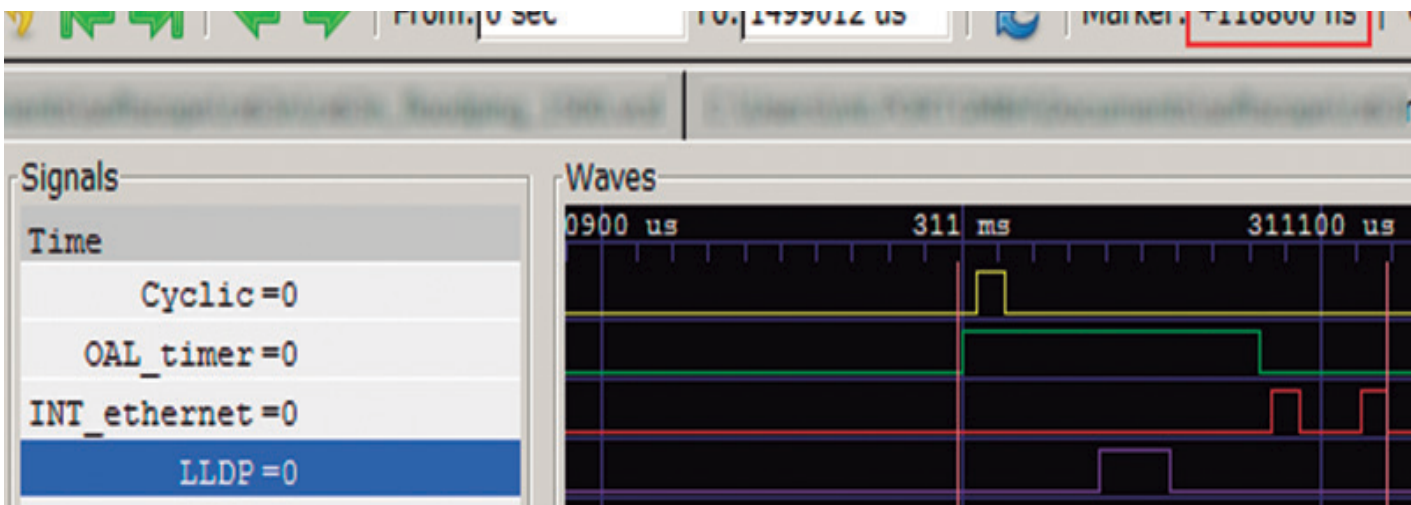 From: 0 sec To: 1499012 us Marker: +118800 ns
Signals
Waves
Time
0900 us 311 ms 311100 us
Cyclic=0
OAL_timer=0
INT_ethernet=0
LLDP=0